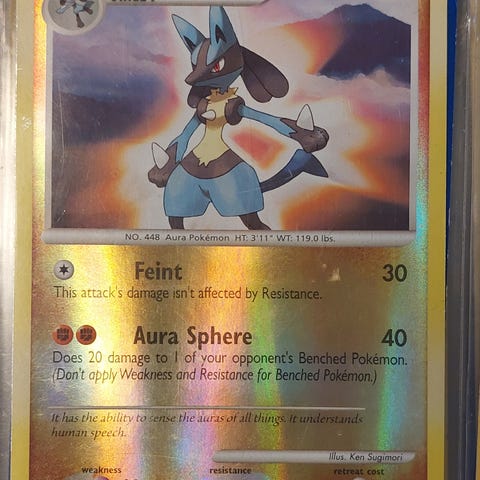 NO. 448 Aura Pokémon HT: 3'11" WT: 119.0 lbs.
Feint 30
This attack's damage isn't affected by Resistance.
Aura Sphere 40
Does 20 damage to 1 of your opponent's Benched Pokémon.
(Don't apply Weakness and Resistance for Benched Pokémon.)
It has the ability to sense the auras of all things. It understands
human speech.
Illus. Ken Sugimori
weakness resistance retreat cost